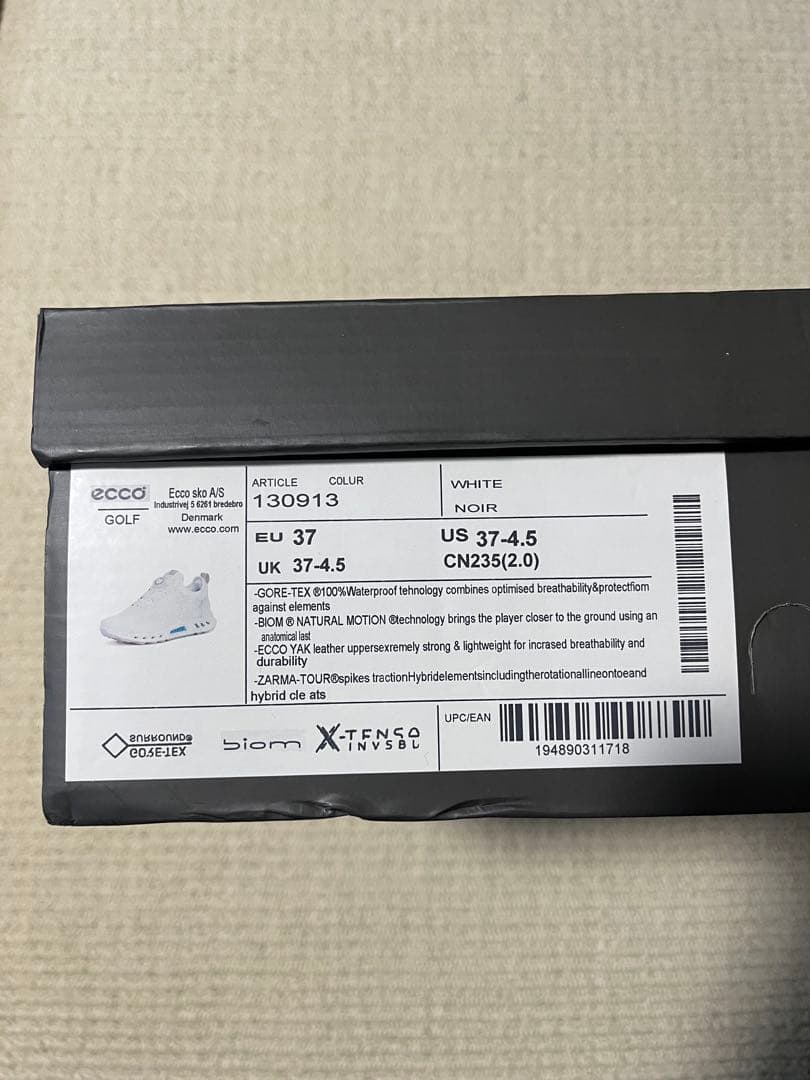 ecco
GOLF
Ecco sko A/S
Industrivej 5 6261 bredebro
Denmark
www.ecco.com
ARTICLE COLUR
130913
WHITE
NOIR
EU 37
US 37-4.5
UK 37-4.5
CN235(2.0)
-GORE-TEX ®100%Waterproof tehnology combines optimised breathability&protectfiom
against elements
-BIOM ® NATURAL MOTION ®technology brings the player closer to the ground using an
anatomical last
-ECCO YAK leather uppersexremely strong & lightweight for incrased breathability and
durability
-ZARMA-TOUR®spikes tractionHybridelementsincludingtherotationallineontoeand
hybrid cle ats
SURROUND®
GORE-TEX
biom
X-TENSA
INVSBL
UPC/EAN
194890311718